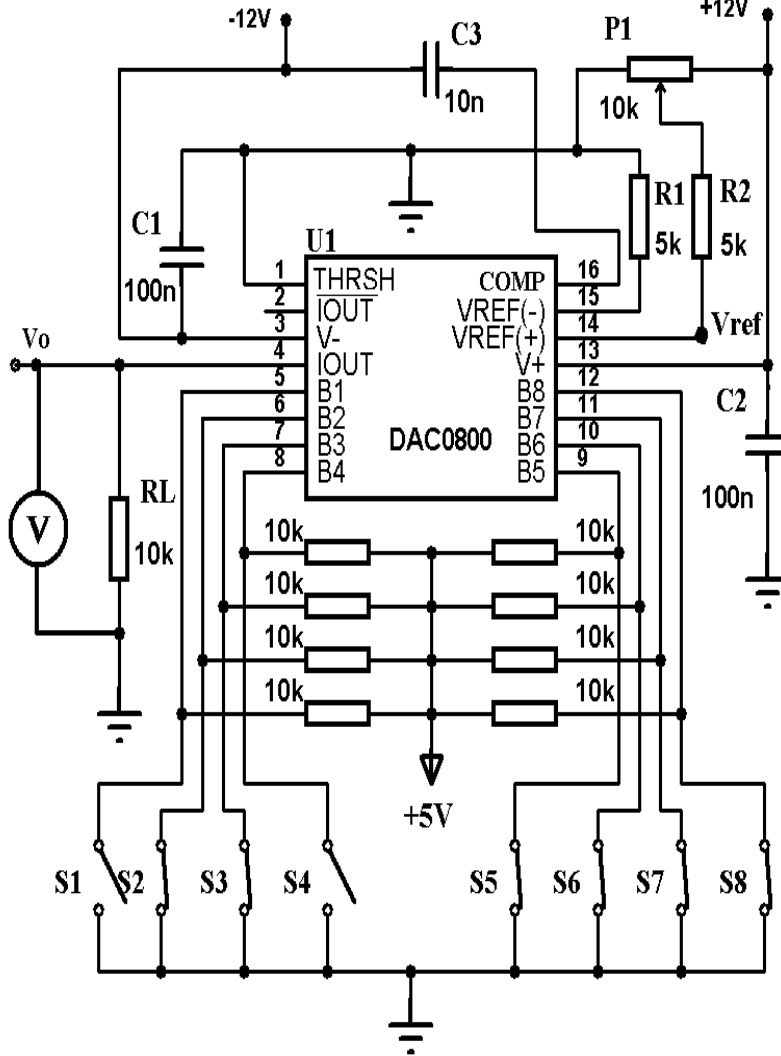 -12V
+12V
C3
P1
10n
10k
C1
R1
R2
U1
5k
5k
100n
1
THRSH
COMP
16
2
IOUT
VREF(-)
15
3
V-
VREF(+)
14
Vref
Vo
4
IOUT
V+
13
5
B1
B8
12
6
B2
B7
11
C2
7
B3
DAC0800
B6
10
8
B4
B5
9
RL
100n
V
10k
10k
10k
10k
10k
10k
10k
10k
10k
10k
+5V
S1
S2
S3
S4
S5
S6
S7
S8